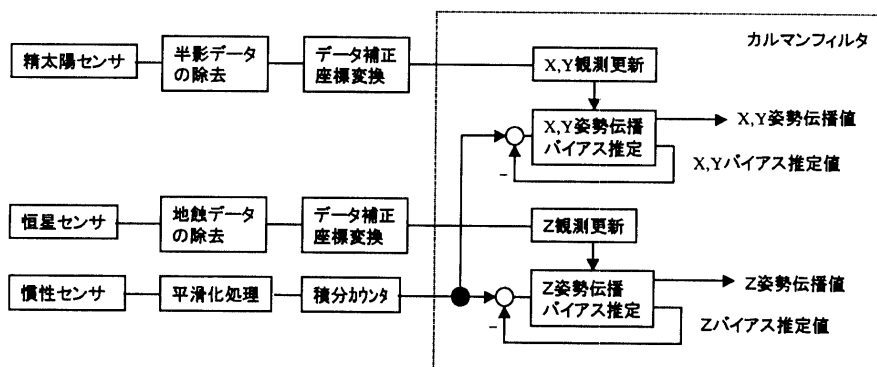 カルマンフィルタ
精太陽センサ
半影データ
の除去
データ補正
座標変換
X,Y観測更新
X,Y姿勢伝播
バイアス推定
X,Y姿勢伝播値
X,Yバイアス推定値
−
恒星センサ
地蝕データ
の除去
データ補正
座標変換
Z観測更新
慣性センサ
平滑化処理
積分カウンタ
Z姿勢伝播
バイアス推定
Z姿勢伝播値
Zバイアス推定値
−